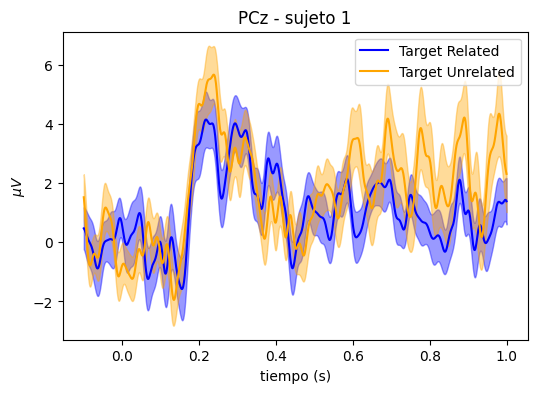 PCz - sujeto 1
Target Related
Target Unrelated
6
4
2
0
−2
μV
0.0 0.2 0.4 0.6 0.8 1.0
tiempo (s)